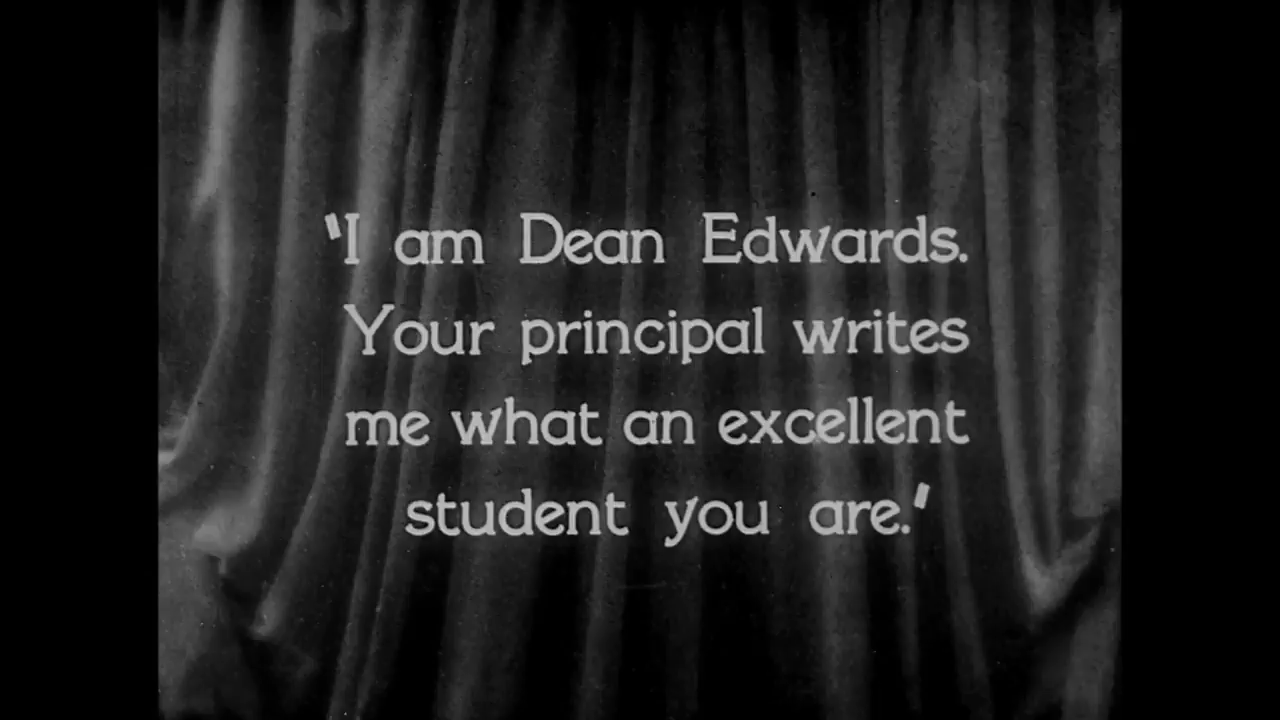 "I am Dean Edwards.
Your principal writes
me what an excellent
student you are."